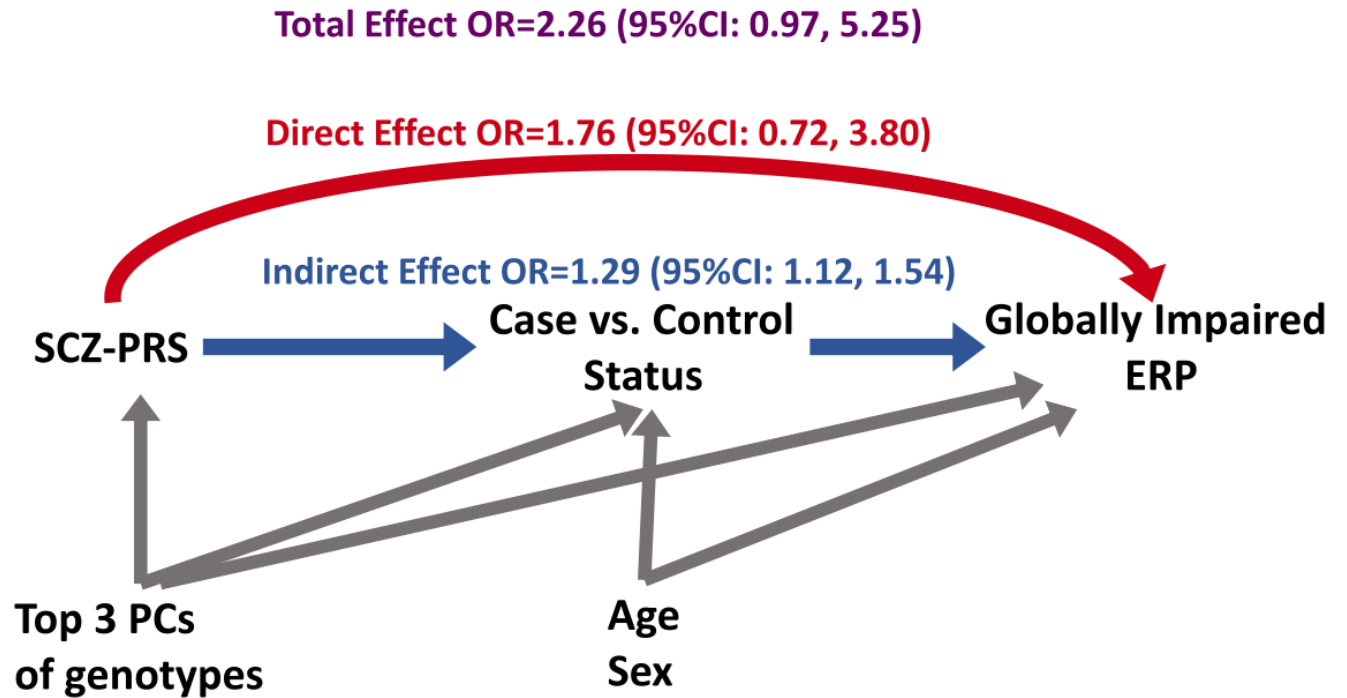 Total Effect OR=2.26 (95%CI: 0.97, 5.25)
Direct Effect OR=1.76 (95%CI: 0.72, 3.80)
Indirect Effect OR=1.29 (95%CI: 1.12, 1.54)
SCZ-PRS
Case vs. Control
Status
Globally Impaired
ERP
Top 3 PCs
of genotypes
Age
Sex